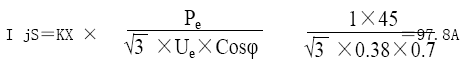 I jS=KX × Pe / √3 ×Ue×Cosφ 1×45 / √3 ×0.38×0.7 =97.8A